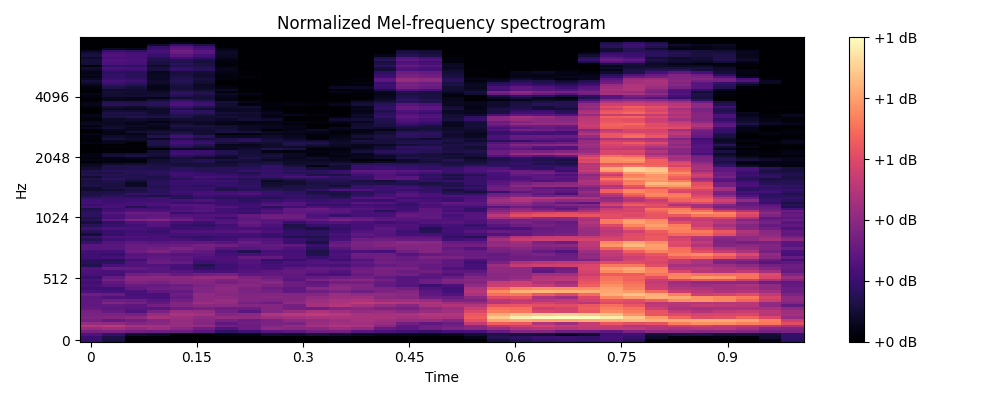 Normalized Mel-frequency spectrogram
Hz
4096
2048
1024
512
0
0 0.15 0.3 0.45 0.6 0.75 0.9
Time
+1 dB
+1 dB
+1 dB
+0 dB
+0 dB
+0 dB